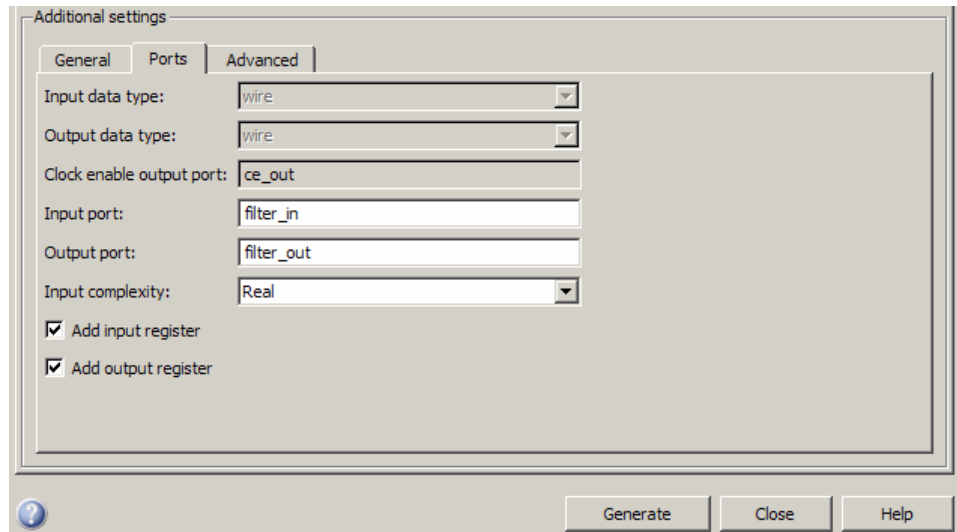 Additional settings
General Ports Advanced
Input data type: wire
Output data type: wire
Clock enable output port: ce_out
Input port: filter_in
Output port: filter_out
Input complexity: Real
Add input register
Add output register
? Generate Close Help